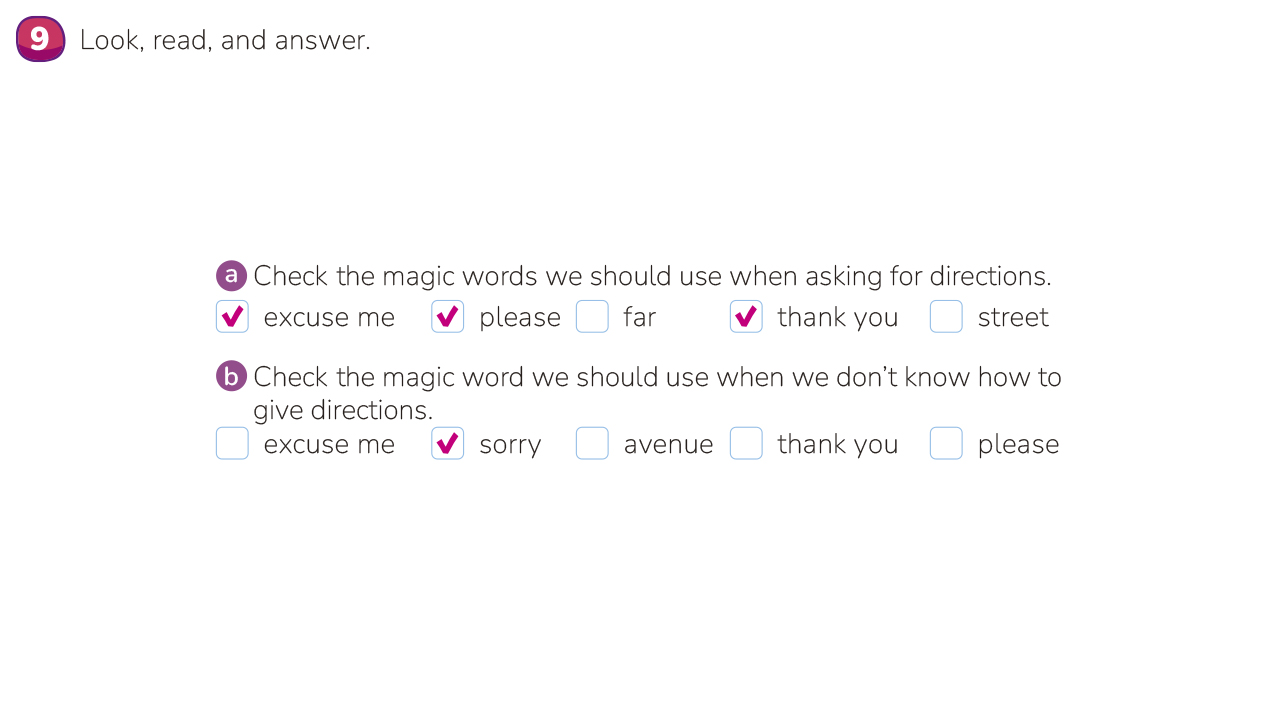 9 Look, read, and answer.
a Check the magic words we should use when asking for directions.
excuse me please far thank you street
b Check the magic word we should use when we don’t know how to
give directions.
excuse me sorry avenue thank you please